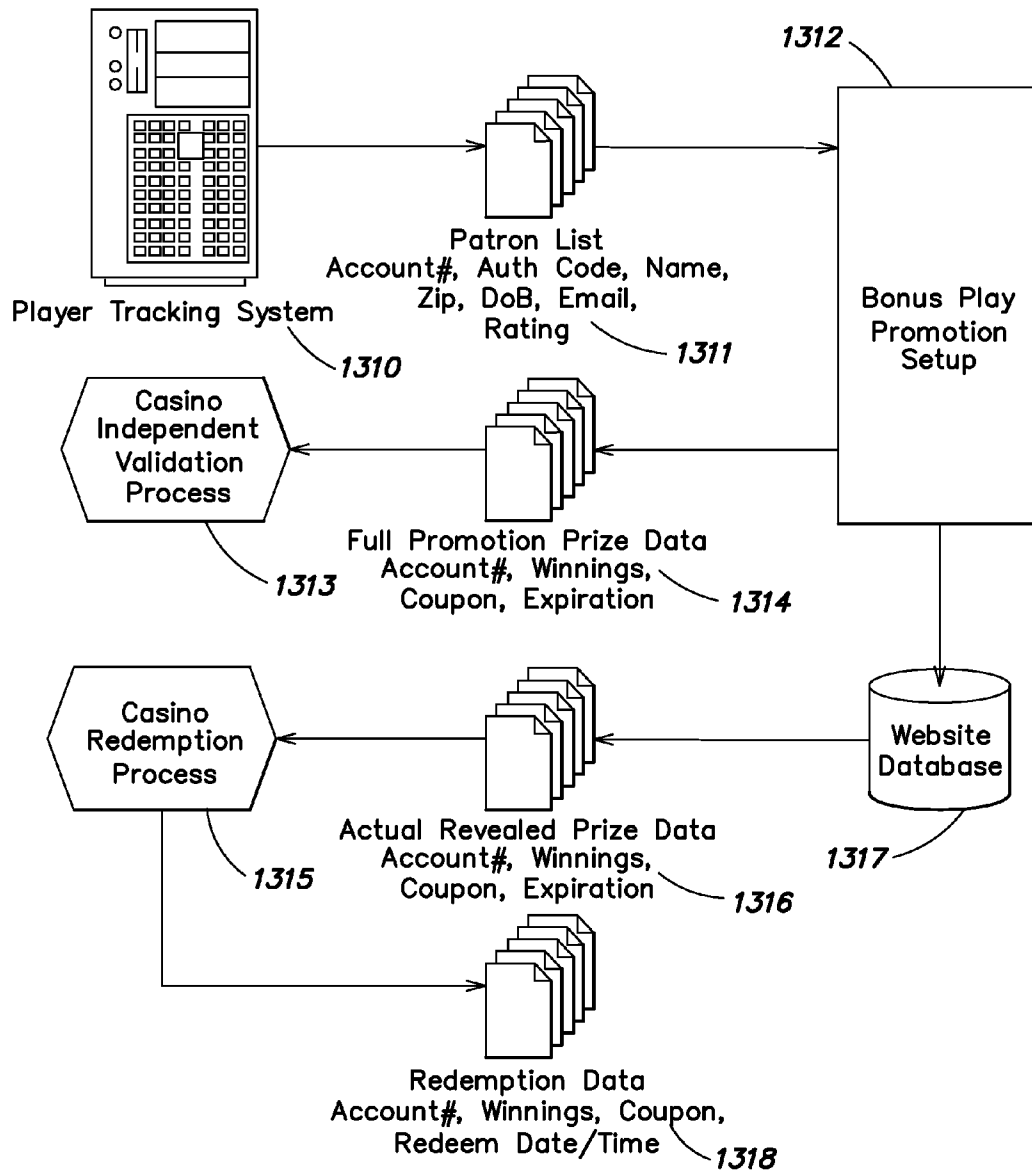 1312
Patron List
Account#, Auth Code, Name,
Zip, DoB, Email,
Rating
Player Tracking System
1310
1311
Bonus Play
Promotion
Setup
Casino
Independent
Validation
Process
1313
Full Promotion Prize Data
Account#, Winnings,
Coupon, Expiration
1314
Casino
Redemption
Process
1315
Actual Revealed Prize Data
Account#, Winnings,
Coupon, Expiration
1316
Website
Database
1317
Redemption Data
Account#, Winnings, Coupon,
Redeem Date/Time
1318